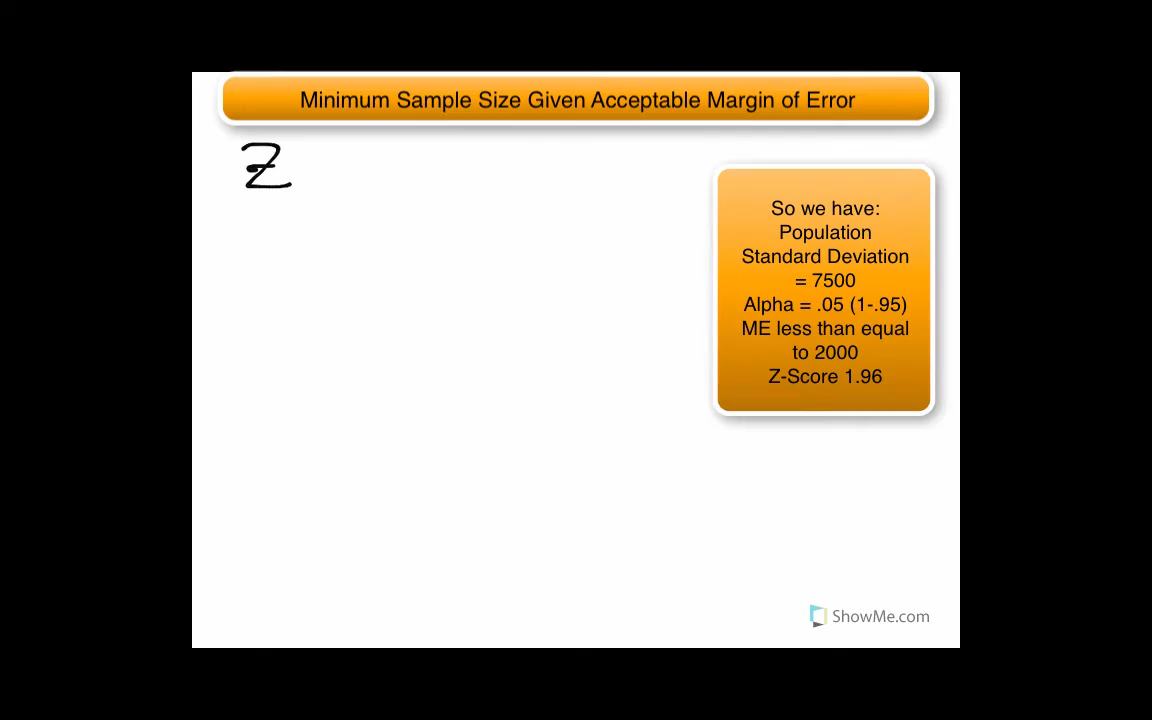 Minimum Sample Size Given Acceptable Margin of Error
Z
So we have:
Population
Standard Deviation
= 7500
Alpha = .05 (1-.95)
ME less than equal
to 2000
Z-Score 1.96
ShowMe.com